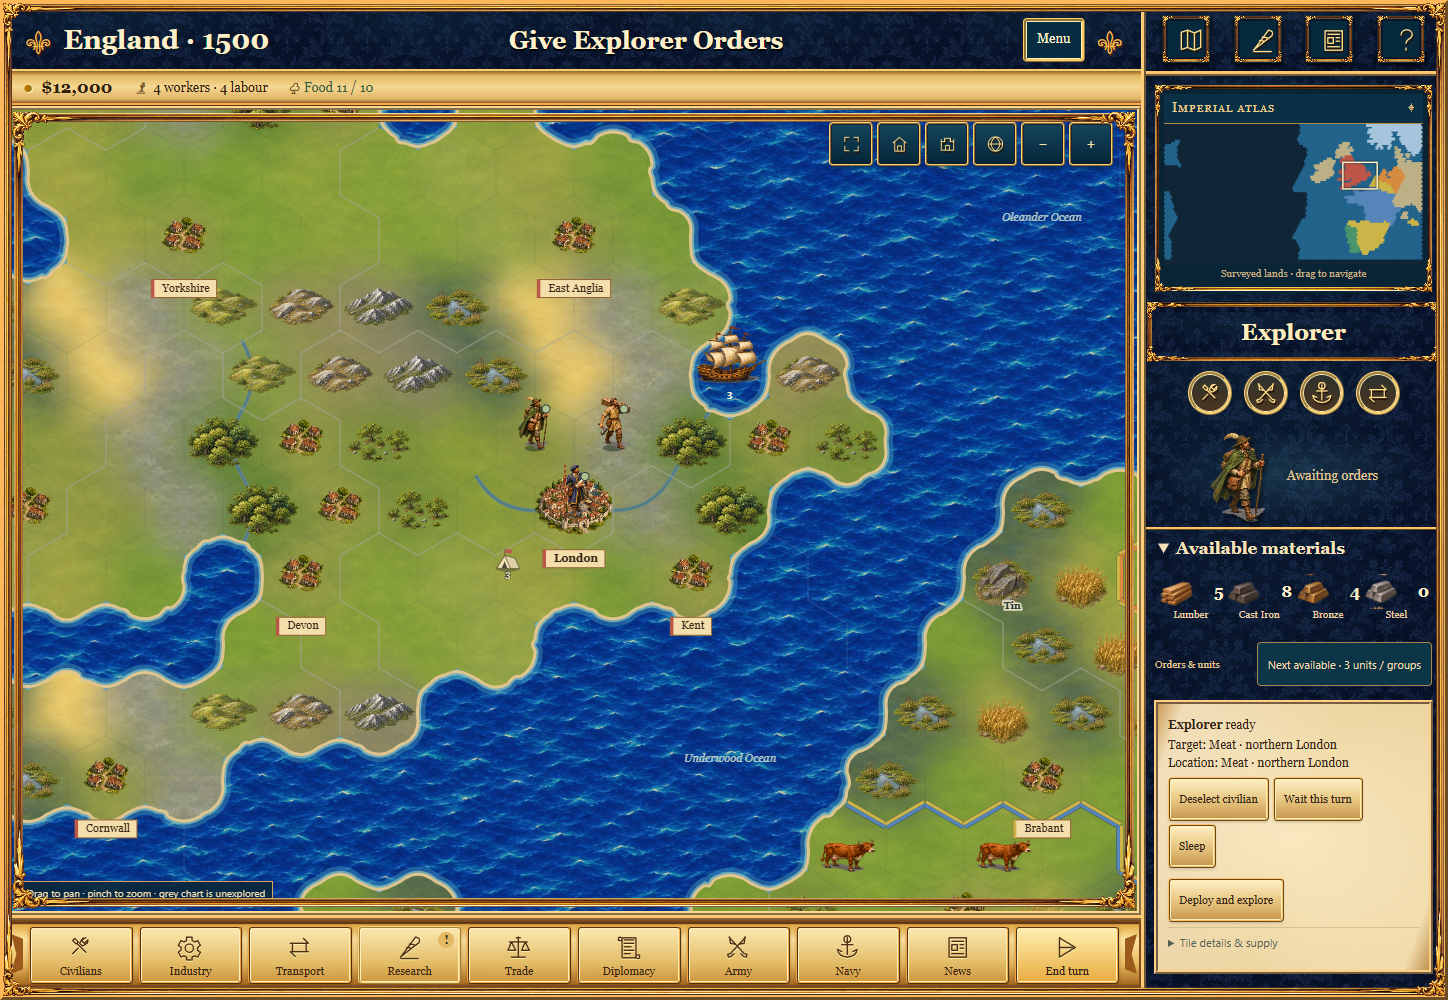 England · 1500
Give Explorer Orders
Menu
$12,000
4 workers · 4 labour
Food 11 / 10
Oleander Ocean
Yorkshire
East Anglia
3
London
3
Devon
Kent
Tin
Underwood Ocean
Cornwall
Brabant
Drag to pan · pinch to zoom · grey chart is unexplored
Civilians
Industry
Transport
Research
!
Trade
Diplomacy
Army
Navy
News
End turn
?
Imperial Atlas
Surveyed lands · drag to navigate
Explorer
Awaiting orders
▼ Available materials
5 8 4 0
Lumber Cast Iron Bronze Steel
Orders & units
Next available · 3 units / groups
Explorer ready
Target: Meat · northern London
Location: Meat · northern London
Deselect civilian
Wait this turn
Sleep
Deploy and explore
▶ Tile details & supply